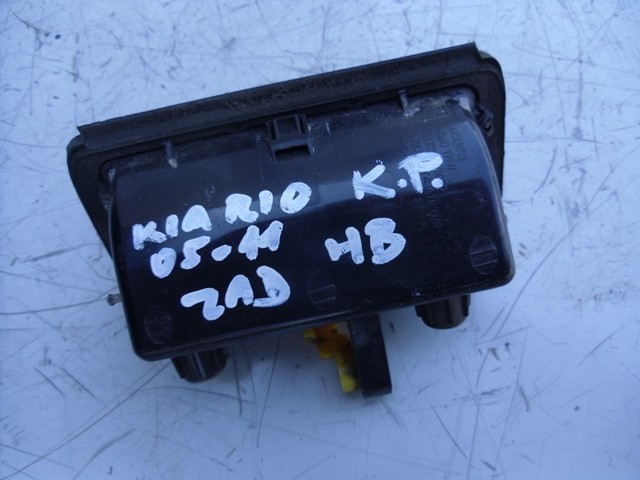 KIA RIO K.P.
05-11 HB
ZAD